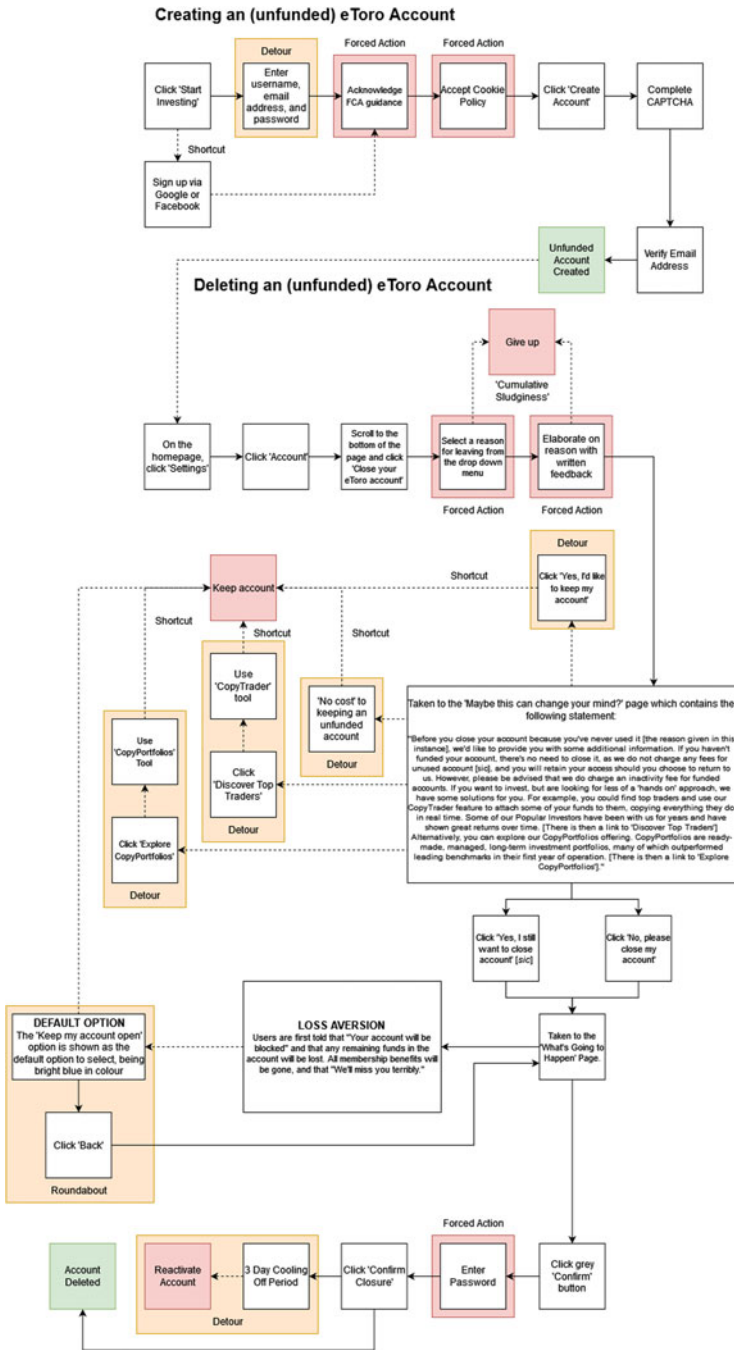 Creating an (unfunded) eToro Account
Detour
Forced Action
Forced Action
Click 'Start
Investing'
Enter
username,
email
address, and
password
Acknowledge
FCA guidance
Accept Cookie
Policy
Click 'Create
Account'
Complete
CAPTCHA
Shortcut
Sign up via
Google or
Facebook
Unfunded
Account
Created
Verify Email
Address
Deleting an (unfunded) eToro Account
Give up
'Cumulative
Sludginess'
On the
homepage,
click 'Settings'
Click 'Account'
Scroll to the
bottom of the
page and click
'Close your
eToro account'
Select a reason
for leaving from
the drop down
menu
Elaborate on
reason with
written
feedback
Forced Action
Forced Action
Detour
Click 'Yes, I'd like
to keep my
account'
Shortcut
Keep account
Shortcut
Shortcut
Shortcut
Use
'CopyTrader'
tool
'No cost' to
keeping an
unfunded
account
Detour
Use
'CopyPortfolios'
Tool
Click
'Discover Top
Traders'
Detour
Click 'Explore
CopyPortfolios'
Detour
Taken to the 'Maybe this can change your mind?' page which contains the
following statement:
"Before you close your account because you've never used it [the reason given in this
instance], we'd like to provide you with some additional information. If you haven't
funded your account, there's no need to close it, as we do not charge any fees for
unused account [sic], and you will retain your access should you choose to return to
us. However, please be advised that we do charge an inactivity fee for funded
accounts. If you want to invest, but are looking for less of a 'hands on' approach, we
have some solutions for you. For example, you could find top traders and use our
CopyTrader feature to attach some of your funds to them, copying everything they do
in real time. Some of our Popular Investors have been with us for years and have
shown great returns over time. [There is then a link to 'Discover Top Traders']
Alternatively, you can explore our CopyPortfolios offering. CopyPortfolios are ready-
made, managed, long-term investment portfolios, many of which outperformed
leading benchmarks in their first year of operation. [There is then a link to 'Explore
CopyPortfolios']."
Click 'Yes, I still
want to close
account' [sic]
Click 'No, please
close my
account'
DEFAULT OPTION
The 'Keep my account open'
option is shown as the
default option to select, being
bright blue in colour
LOSS AVERSION
Users are first told that "Your account will be
blocked" and that any remaining funds in the
account will be lost. All membership benefits will
be gone, and that "We'll miss you terribly."
Taken to the
'What's Going to
Happen' Page.
Click 'Back'
Roundabout
Forced Action
Account
Deleted
Reactivate
Account
3 Day Cooling
Off Period
Click 'Confirm
Closure'
Enter
Password
Click grey
'Confirm'
button
Detour